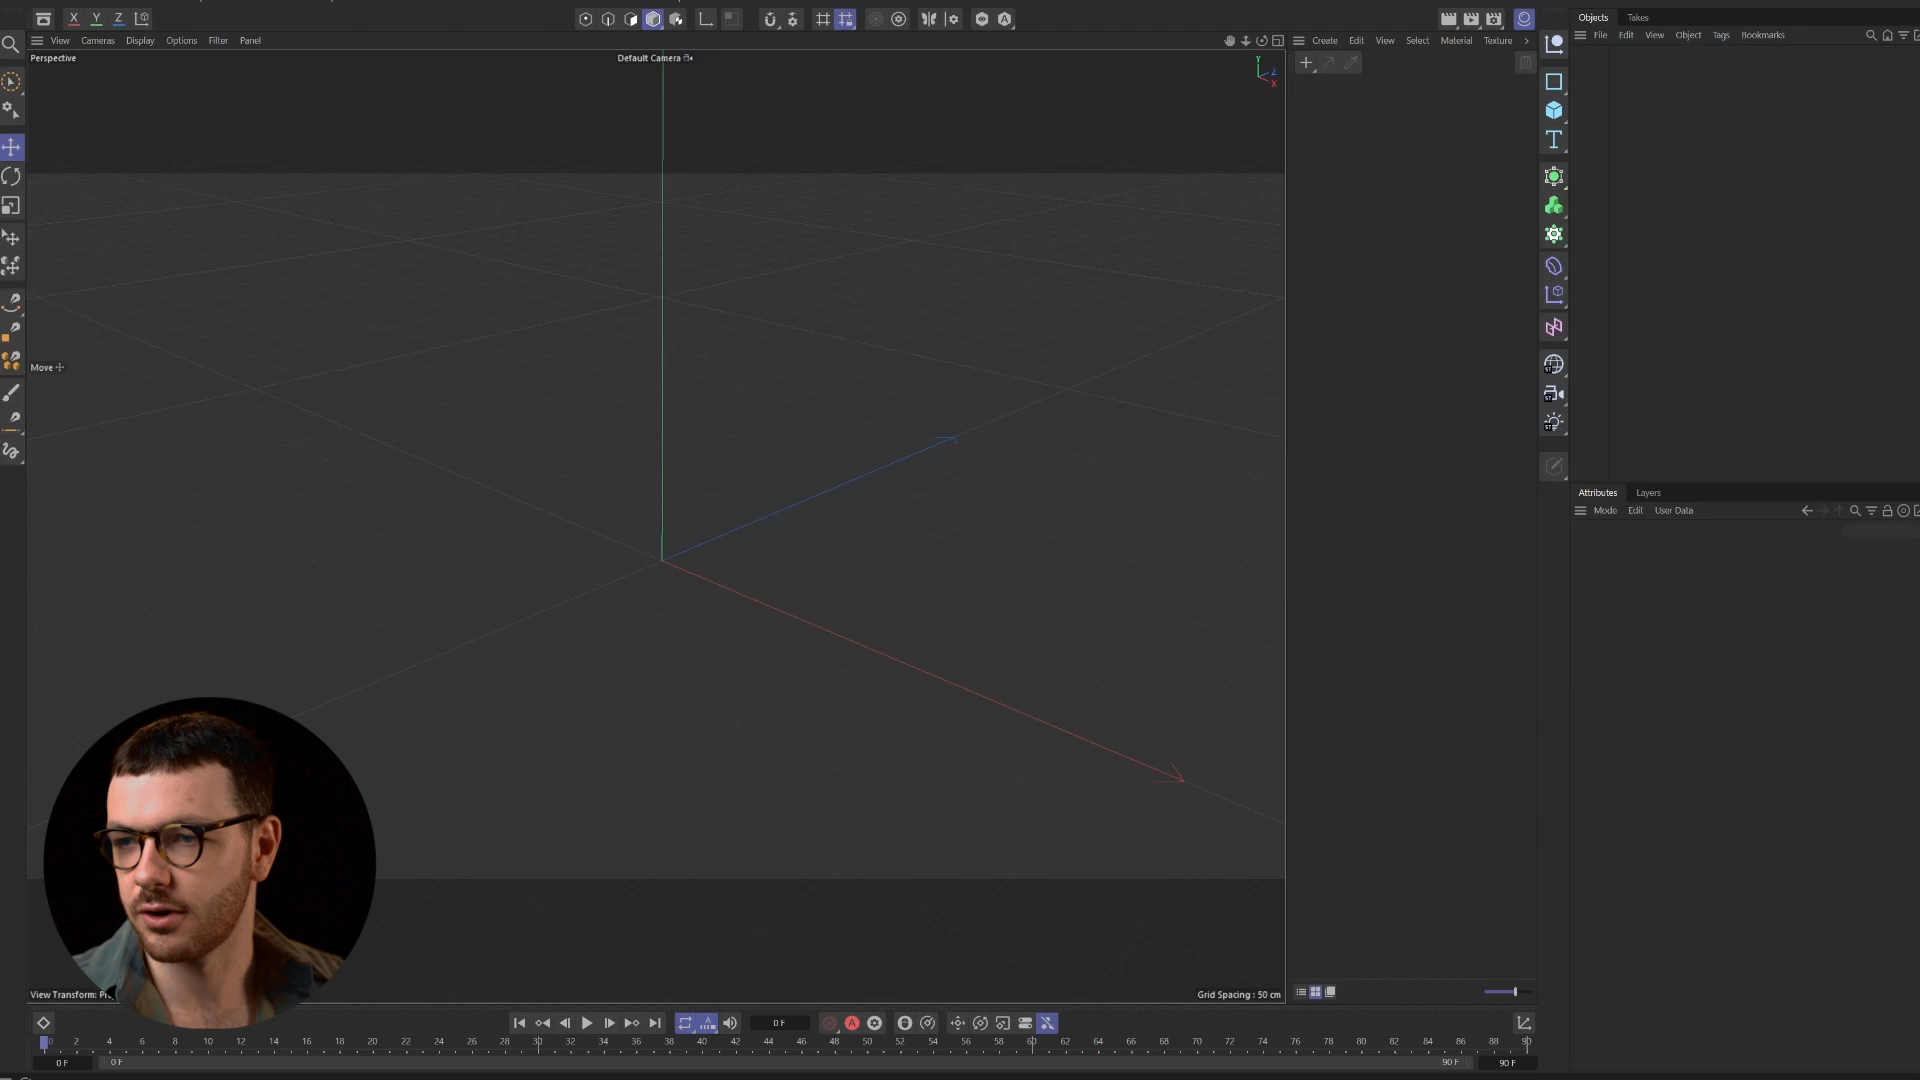 X Y Z
Objects Takes
View Cameras Display Options Filter Panel
Create Edit View Select Material Texture
File Edit View Object Tags Bookmarks
Perspective
Default Camera
Y
Z
X
T
Move
ST
ST
ST
Attributes Layers
Mode Edit User Data
View Transform:
Grid Spacing : 50 cm
0 F
A
0 2 4 6 8 10 12 14 16 18 20 22 24 26 28 30 32 34 36 38 40 42 44 46 48 50 52 54 56 58 60 62 64 66 68 70 72 74 76 78 80 82 84 86 88 90
0 F 0 F 90 F 90 F